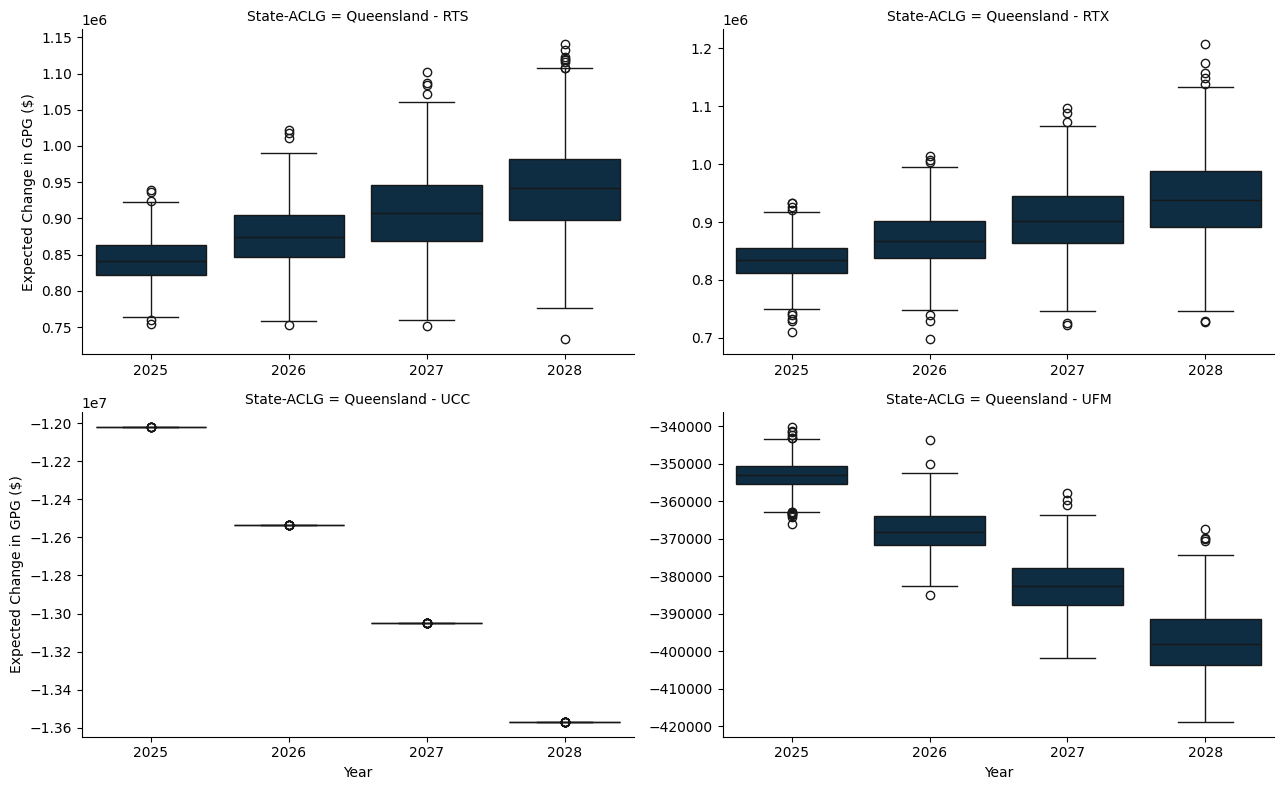 State-ACLG = Queensland - RTS
1e6
Expected Change in GPG ($)
1.15
1.10
1.05
1.00
0.95
0.90
0.85
0.80
0.75
2025 2026 2027 2028
State-ACLG = Queensland - RTX
1e6
1.2
1.1
1.0
0.9
0.8
0.7
2025 2026 2027 2028
State-ACLG = Queensland - UCC
1e7
Expected Change in GPG ($)
−1.20
−1.22
−1.24
−1.26
−1.28
−1.30
−1.32
−1.34
−1.36
2025 2026 2027 2028
Year
State-ACLG = Queensland - UFM
−340000
−350000
−360000
−370000
−380000
−390000
−400000
−410000
−420000
2025 2026 2027 2028
Year